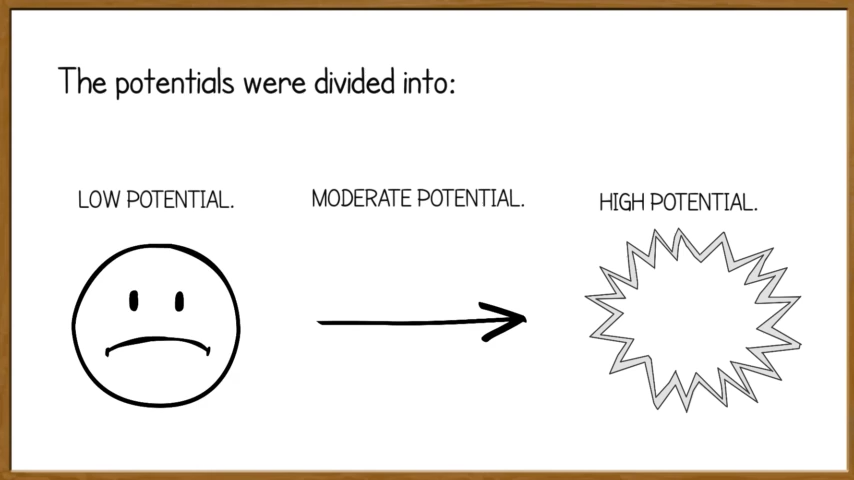 The potentials were divided into:
LOW POTENTIAL.
MODERATE POTENTIAL.
HIGH POTENTIAL.